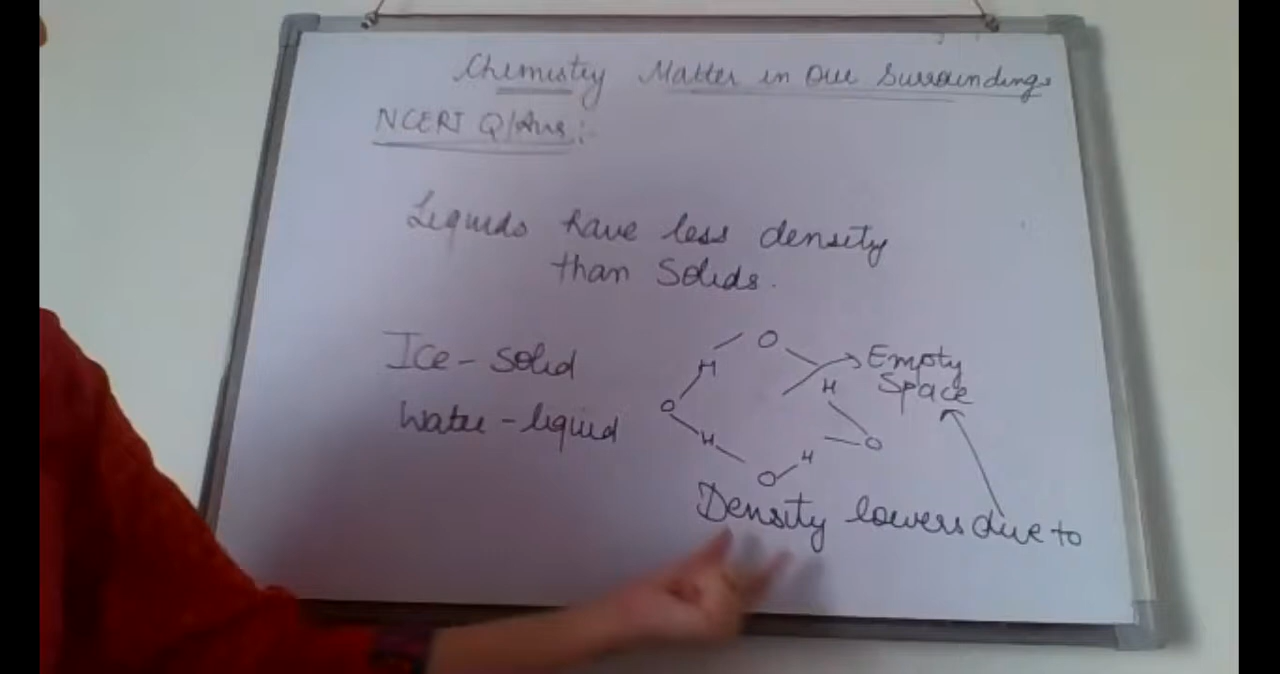 Chemistry Matter in Our Surroundings
NCERT Q/Ans :-
Liquids have less density
than Solids.
Ice - Solid
Water - liquid
O
H
Empty
Space
H
O
H
O
H
O
Density lowers due to